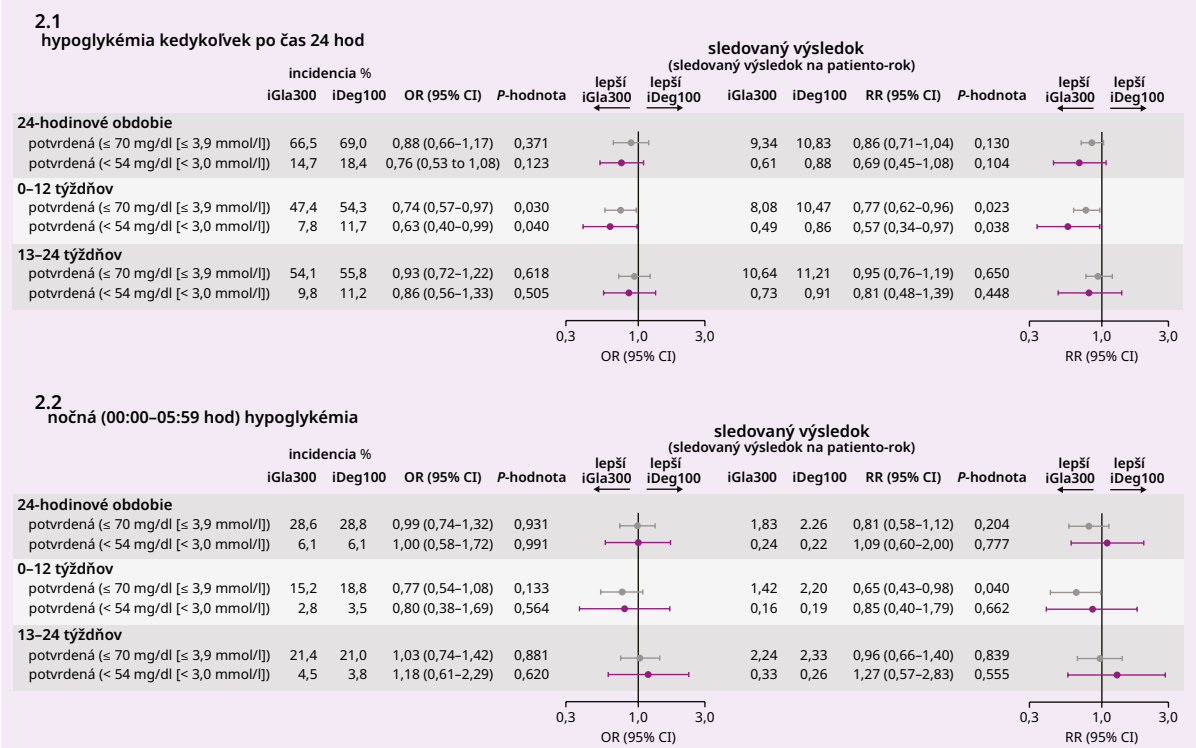 2.1
hypoglykémia kedykoľvek po čas 24 hod
sledovaný výsledok
(sledovaný výsledok na patiento-rok)
incidencia %
lepší lepší lepší lepší
iGla300 iDeg100 OR (95% CI) P-hodnota iGla300 iDeg100 iGla300 iDeg100 RR (95% CI) P-hodnota iGla300 iDeg100
24-hodinové obdobie
potvrdená (≤ 70 mg/dl [≤ 3,9 mmol/l]) 66,5 69,0 0,88 (0,66–1,17) 0,371 9,34 10,83 0,86 (0,71–1,04) 0,130
potvrdená (< 54 mg/dl [< 3,0 mmol/l]) 14,7 18,4 0,76 (0,53 to 1,08) 0,123 0,61 0,88 0,69 (0,45–1,08) 0,104
0–12 týždňov
potvrdená (≤ 70 mg/dl [≤ 3,9 mmol/l]) 47,4 54,3 0,74 (0,57–0,97) 0,030 8,08 10,47 0,77 (0,62–0,96) 0,023
potvrdená (< 54 mg/dl [< 3,0 mmol/l]) 7,8 11,7 0,63 (0,40–0,99) 0,040 0,49 0,86 0,57 (0,34–0,97) 0,038
13–24 týždňov
potvrdená (≤ 70 mg/dl [≤ 3,9 mmol/l]) 54,1 55,8 0,93 (0,72–1,22) 0,618 10,64 11,21 0,95 (0,76–1,19) 0,650
potvrdená (< 54 mg/dl [< 3,0 mmol/l]) 9,8 11,2 0,86 (0,56–1,33) 0,505 0,73 0,91 0,81 (0,48–1,39) 0,448
0,3 1,0 3,0 0,3 1,0 3,0
OR (95% CI) RR (95% CI)
2.2
nočná (00:00–05:59 hod) hypoglykémia
sledovaný výsledok
(sledovaný výsledok na patiento-rok)
incidencia %
lepší lepší lepší lepší
iGla300 iDeg100 OR (95% CI) P-hodnota iGla300 iDeg100 iGla300 iDeg100 RR (95% CI) P-hodnota iGla300 iDeg100
24-hodinové obdobie
potvrdená (≤ 70 mg/dl [≤ 3,9 mmol/l]) 28,6 28,8 0,99 (0,74–1,32) 0,931 1,83 2.26 0,81 (0,58–1,12) 0,204
potvrdená (< 54 mg/dl [< 3,0 mmol/l]) 6,1 6,1 1,00 (0,58–1,72) 0,991 0,24 0,22 1,09 (0,60–2,00) 0,777
0–12 týždňov
potvrdená (≤ 70 mg/dl [≤ 3,9 mmol/l]) 15,2 18,8 0,77 (0,54–1,08) 0,133 1,42 2,20 0,65 (0,43–0,98) 0,040
potvrdená (< 54 mg/dl [< 3,0 mmol/l]) 2,8 3,5 0,80 (0,38–1,69) 0,564 0,16 0,19 0,85 (0,40–1,79) 0,662
13–24 týždňov
potvrdená (≤ 70 mg/dl [≤ 3,9 mmol/l]) 21,4 21,0 1,03 (0,74–1,42) 0,881 2,24 2,33 0,96 (0,66–1,40) 0,839
potvrdená (< 54 mg/dl [< 3,0 mmol/l]) 4,5 3,8 1,18 (0,61–2,29) 0,620 0,33 0,26 1,27 (0,57–2,83) 0,555
0,3 1,0 3,0 0,3 1,0 3,0
OR (95% CI) RR (95% CI)